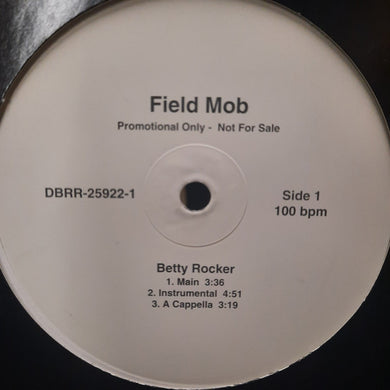 Field Mob
Promotional Only - Not For Sale
DBRR-25922-1
Side 1
100 bpm
Betty Rocker
1. Main 3:36
2. Instrumental 4:51
3. A Cappella 3:19